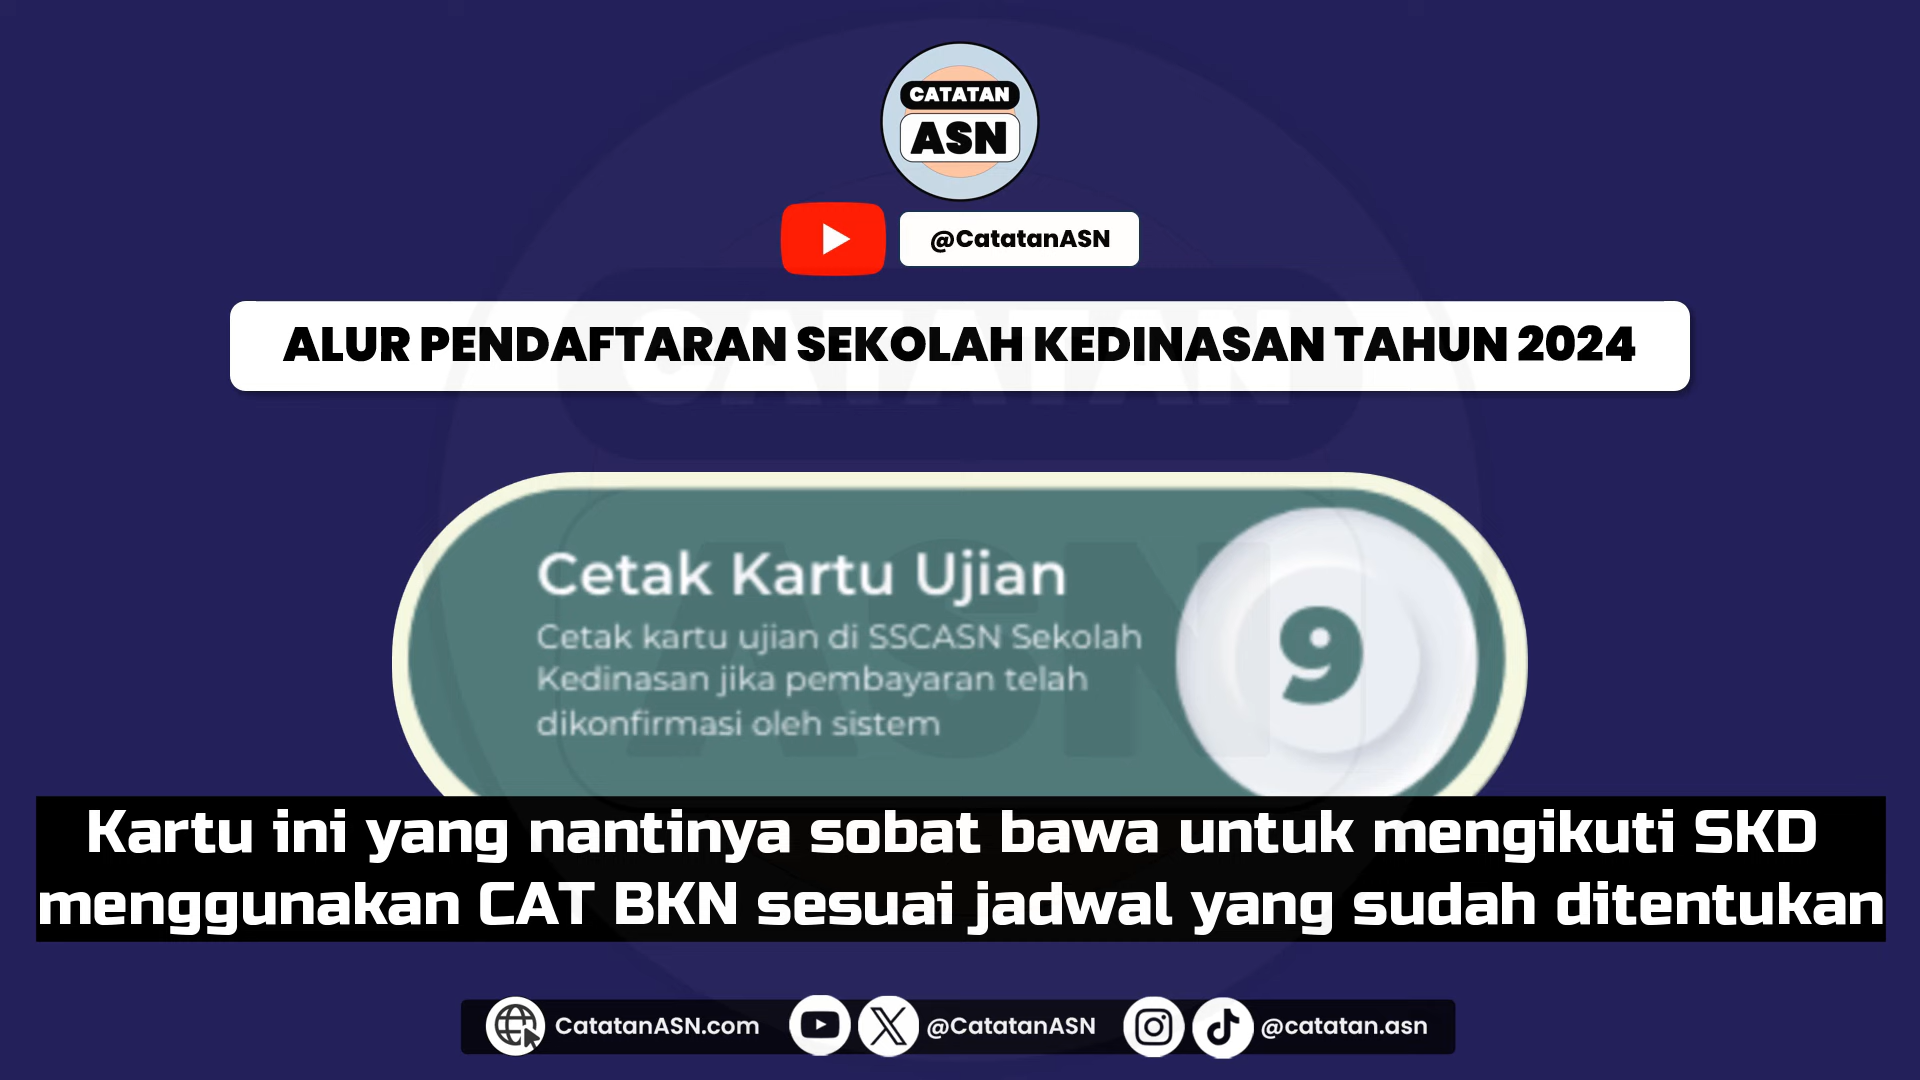 CATATAN
ASN
@CatatanASN
ALUR PENDAFTARAN SEKOLAH KEDINASAN TAHUN 2024
Cetak Kartu Ujian
Cetak kartu ujian di SSCASN Sekolah
Kedinasan jika pembayaran telah
dikonfirmasi oleh sistem
9
Kartu ini yang nantinya sobat bawa untuk mengikuti SKD
menggunakan CAT BKN sesuai jadwal yang sudah ditentukan
CatatanASN.com
@CatatanASN
@catatan.asn
CATATAN
ASN